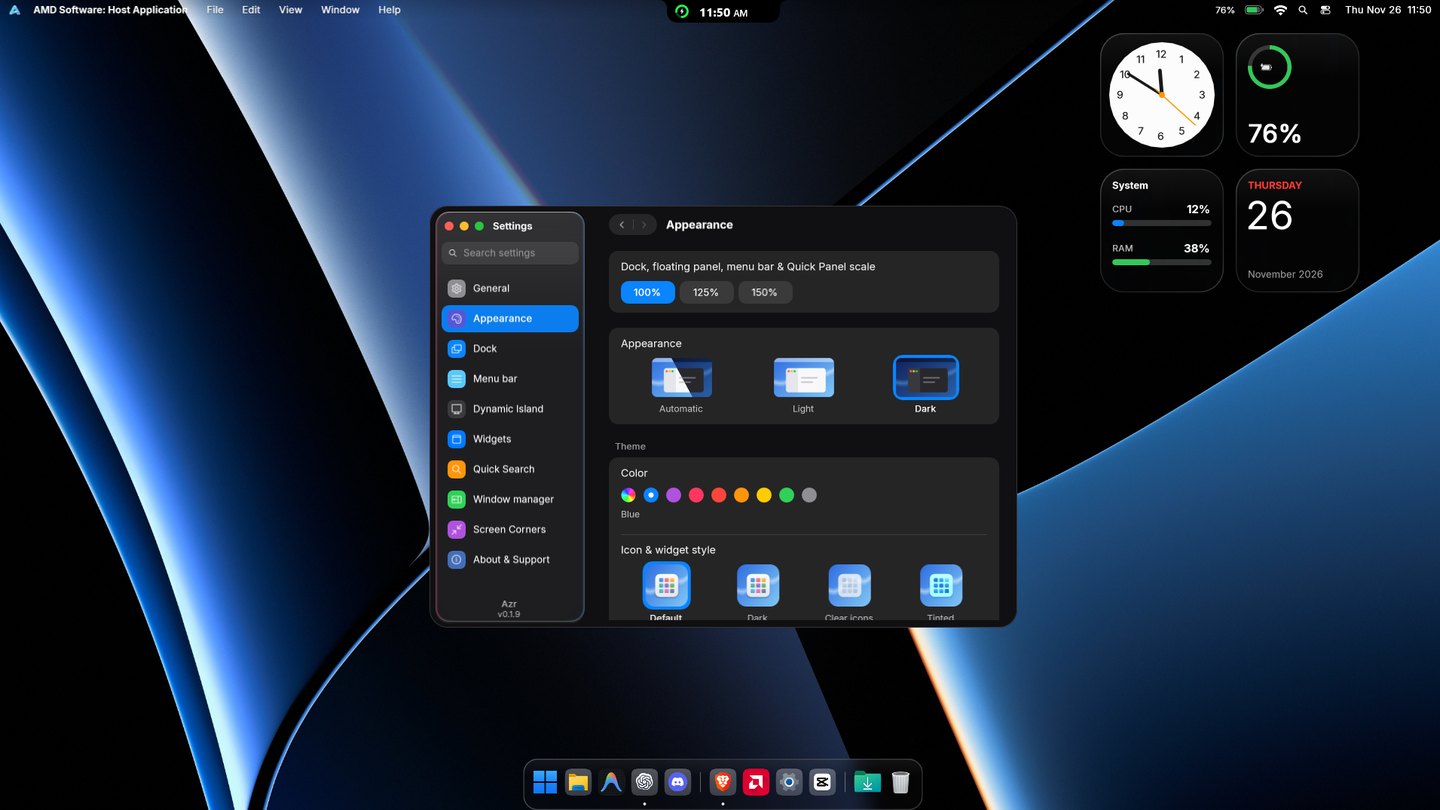 AMD Software: Host Application File Edit View Window Help
11:50 AM
76% Thu Nov 26 11:50
12 1 2 3 4 5 6 7 8 9 10 11
76%
System
CPU 12%
RAM 38%
THURSDAY
26
November 2026
Settings
Search settings
General
Appearance
Dock
Menu bar
Dynamic Island
Widgets
Quick Search
Window manager
Screen Corners
About & Support
Azr
v0.1.9
Appearance
Dock, floating panel, menu bar & Quick Panel scale
100% 125% 150%
Appearance
Automatic Light Dark
Theme
Color
Blue
Icon & widget style
Default Dark Clear icons Tinted